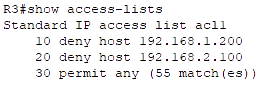 R3#show access-lists
Standard IP access list acl1
10 deny host 192.168.1.200
20 deny host 192.168.2.100
30 permit any (55 match(es))